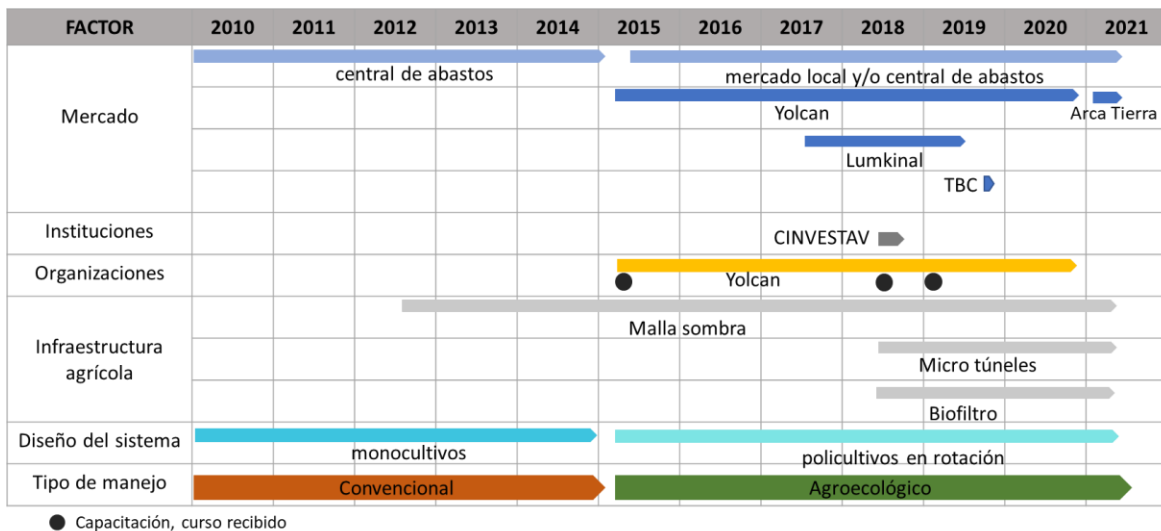 FACTOR 2010 2011 2012 2013 2014 2015 2016 2017 2018 2019 2020 2021
Mercado
central de abastos
mercado local y/o central de abastos
Yolcan
Arca Tierra
Lumkinal
TBC
Instituciones
CINVESTAV
Organizaciones
Yolcan
Infraestructura
agrícola
Malla sombra
Micro túneles
Biofiltro
Diseño del sistema
monocultivos
policultivos en rotación
Tipo de manejo
Convencional
Agroecológico
Capacitación, curso recibido